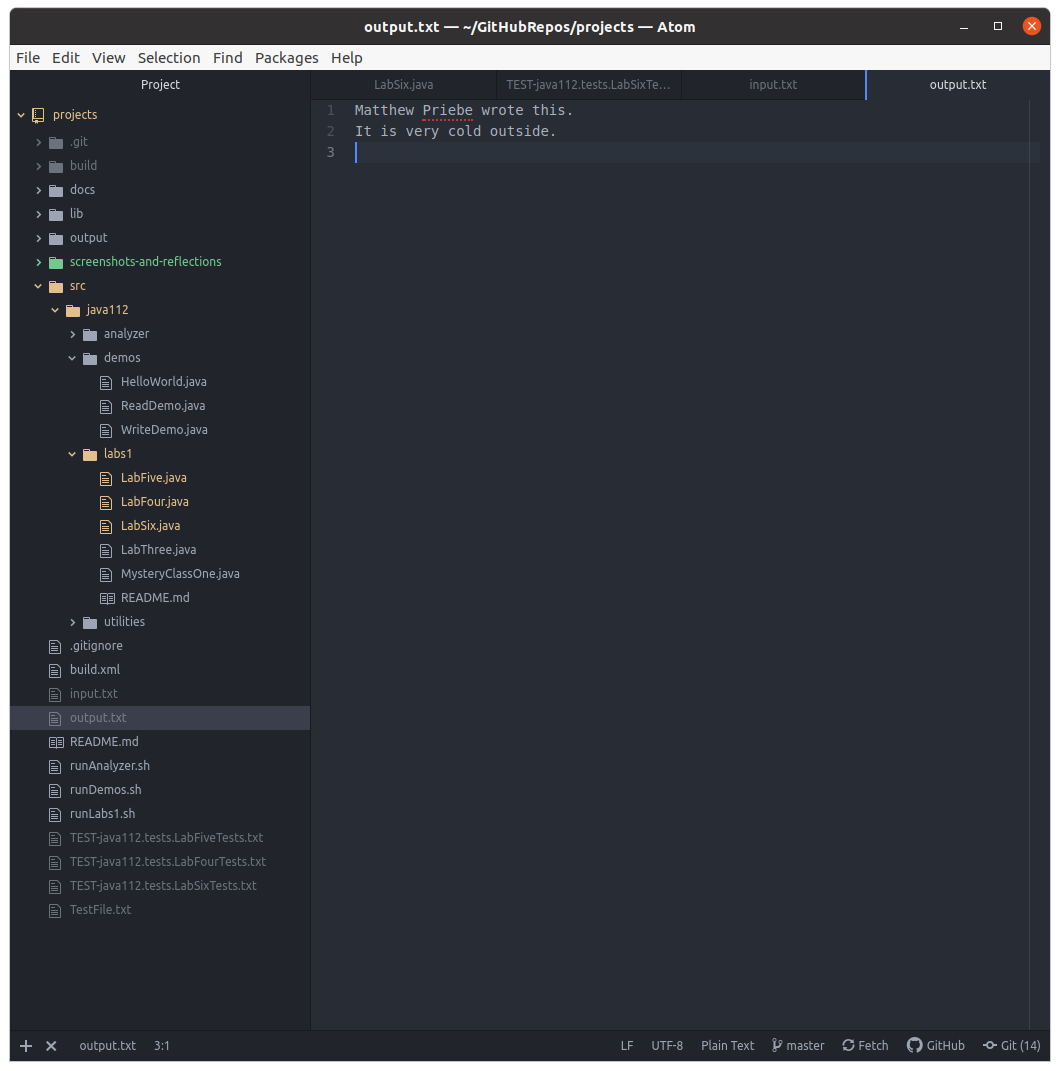 output.txt — ~/GitHubRepos/projects — Atom
File Edit View Selection Find Packages Help
Project
LabSix.java
TEST-java112.tests.LabSixTe...
input.txt
output.txt
projects
.git
build
docs
lib
output
screenshots-and-reflections
src
java112
analyzer
demos
HelloWorld.java
ReadDemo.java
WriteDemo.java
labs1
LabFive.java
LabFour.java
LabSix.java
LabThree.java
MysteryClassOne.java
README.md
utilities
.gitignore
build.xml
input.txt
output.txt
README.md
runAnalyzer.sh
runDemos.sh
runLabs1.sh
TEST-java112.tests.LabFiveTests.txt
TEST-java112.tests.LabFourTests.txt
TEST-java112.tests.LabSixTests.txt
TestFile.txt
1 Matthew Priebe wrote this.
2 It is very cold outside.
3
output.txt 3:1 LF UTF-8 Plain Text master Fetch GitHub Git (14)